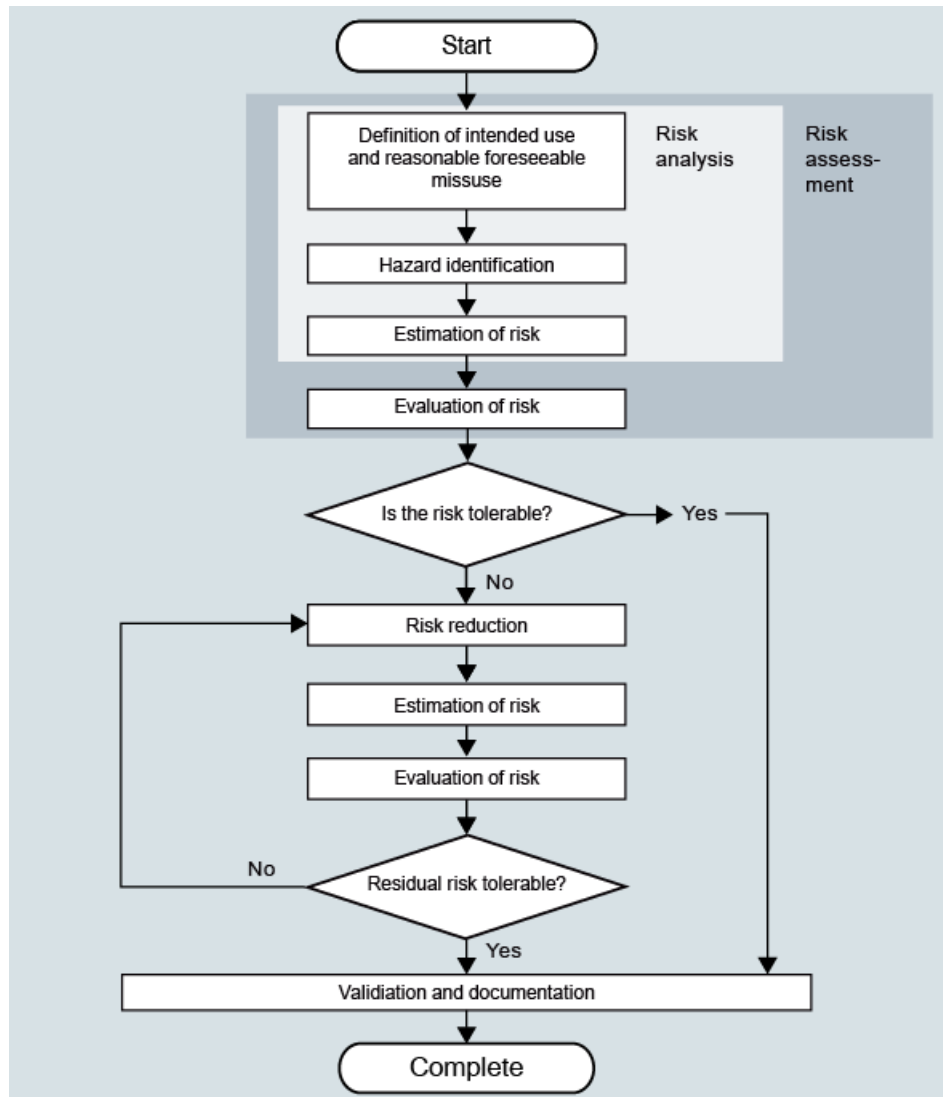 Start
Definition of intended use
and reasonable foreseeable
missuse
Risk
analysis
Risk
assess-
ment
Hazard identification
Estimation of risk
Evaluation of risk
Is the risk tolerable?
Yes
No
Risk reduction
Estimation of risk
Evaluation of risk
No
Residual risk tolerable?
Yes
Validiation and documentation
Complete